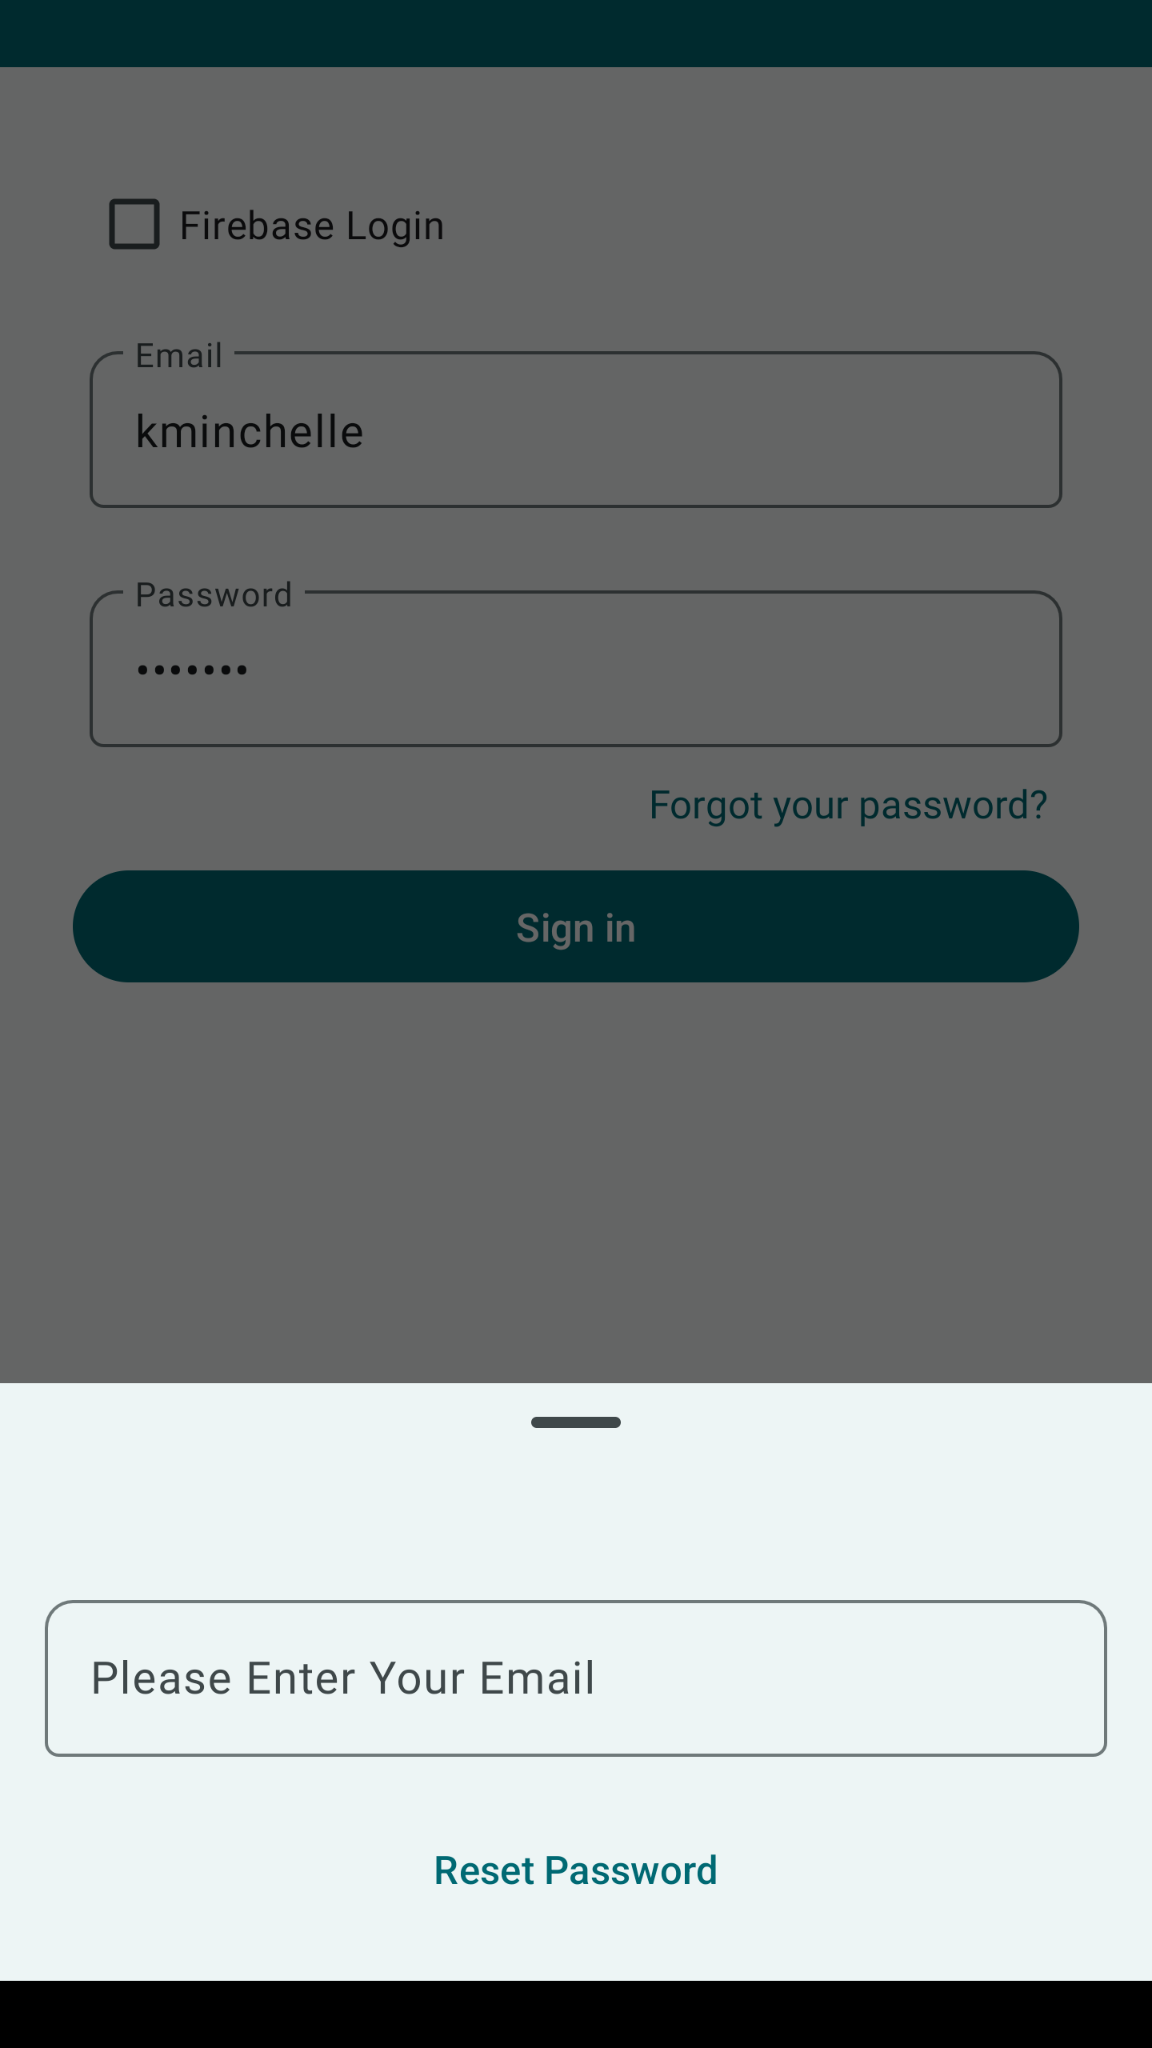 Firebase Login
Email
kminchelle
Password
•••••••
Forgot your password?
Sign in
Please Enter Your Email
Reset Password